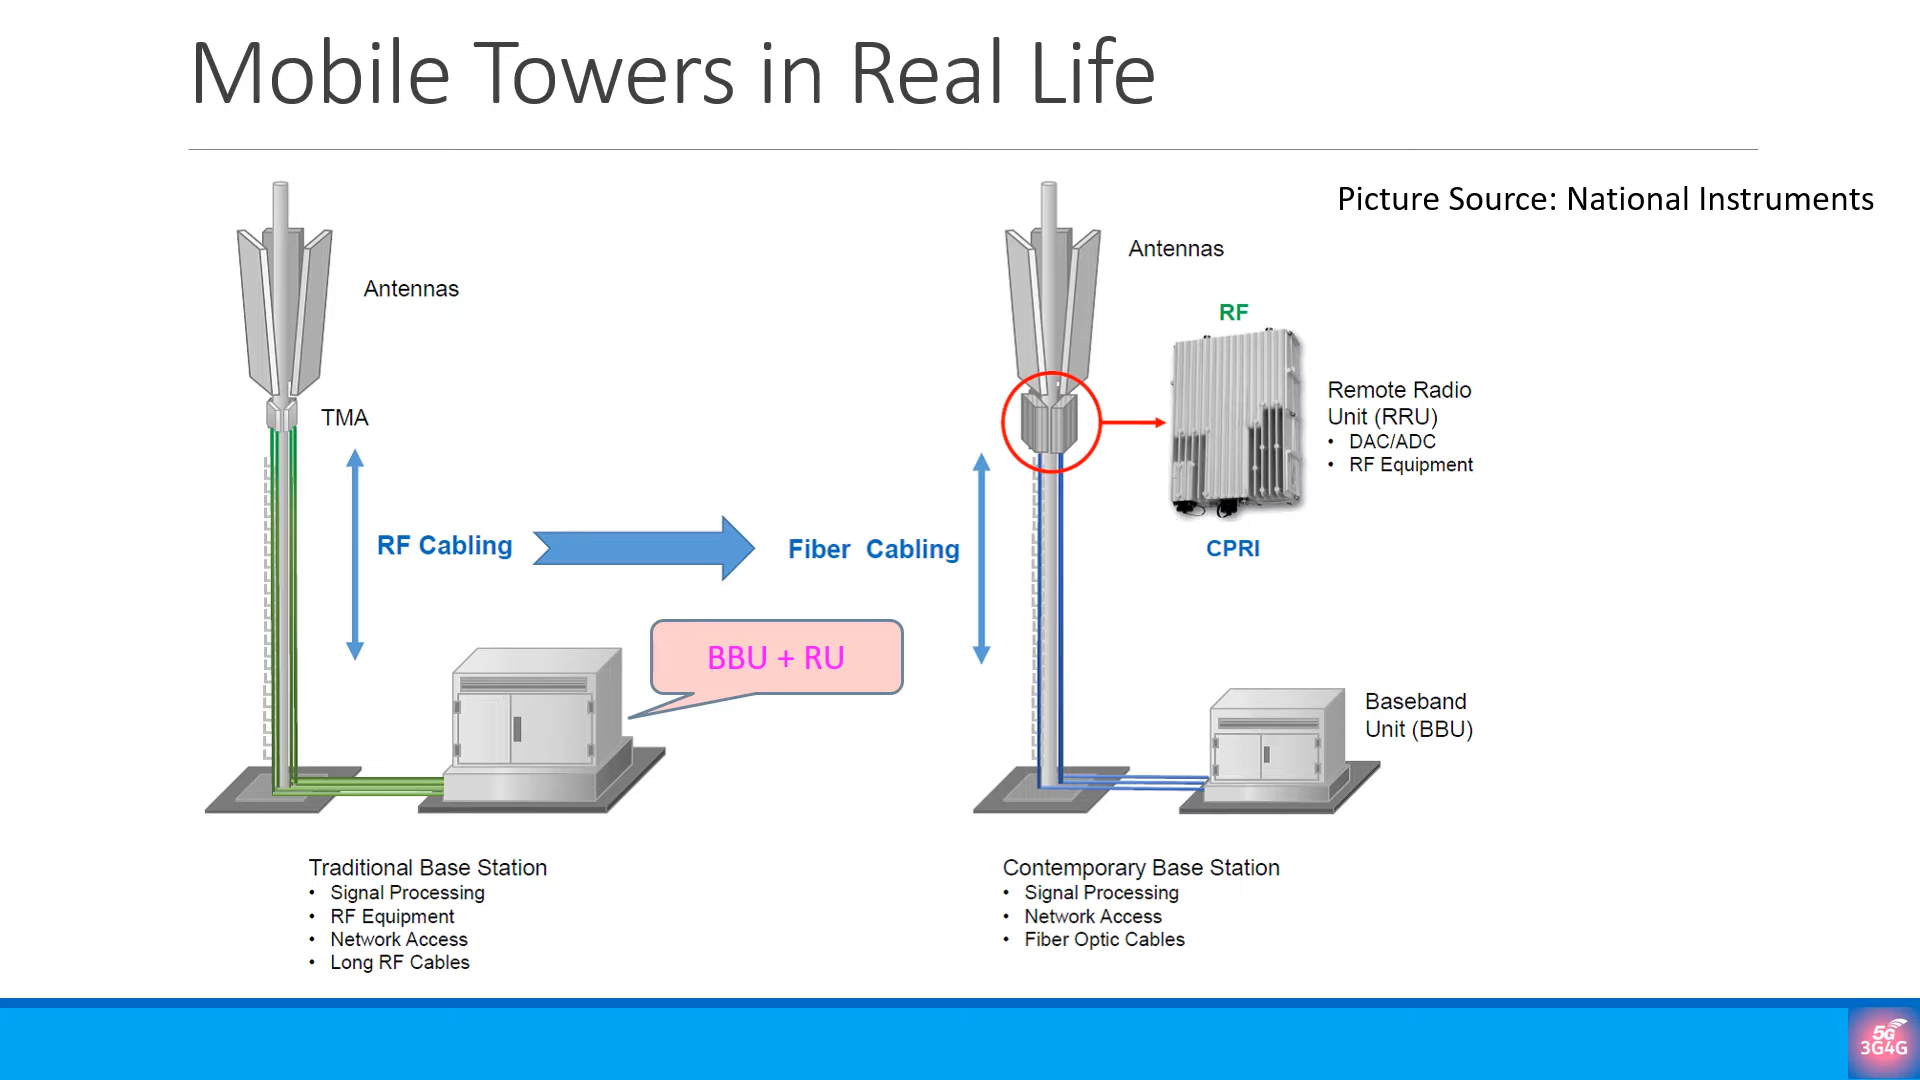 Mobile Towers in Real Life
Picture Source: National Instruments
Antennas
TMA
RF Cabling
BBU + RU
Traditional Base Station
• Signal Processing
• RF Equipment
• Network Access
• Long RF Cables
Antennas
RF
Remote Radio
Unit (RRU)
• DAC/ADC
• RF Equipment
CPRI
Fiber Cabling
Baseband
Unit (BBU)
Contemporary Base Station
• Signal Processing
• Network Access
• Fiber Optic Cables
5G
3G4G